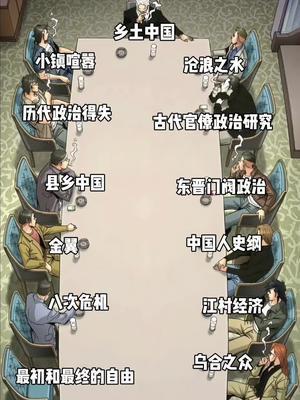 乡土中国
小镇喧嚣
沧浪之水
历代政治得失
古代官僚政治研究
县乡中国
东晋门阀政治
金翼
中国人史纲
八次危机
江村经济
乌合之众
最初和最终的自由